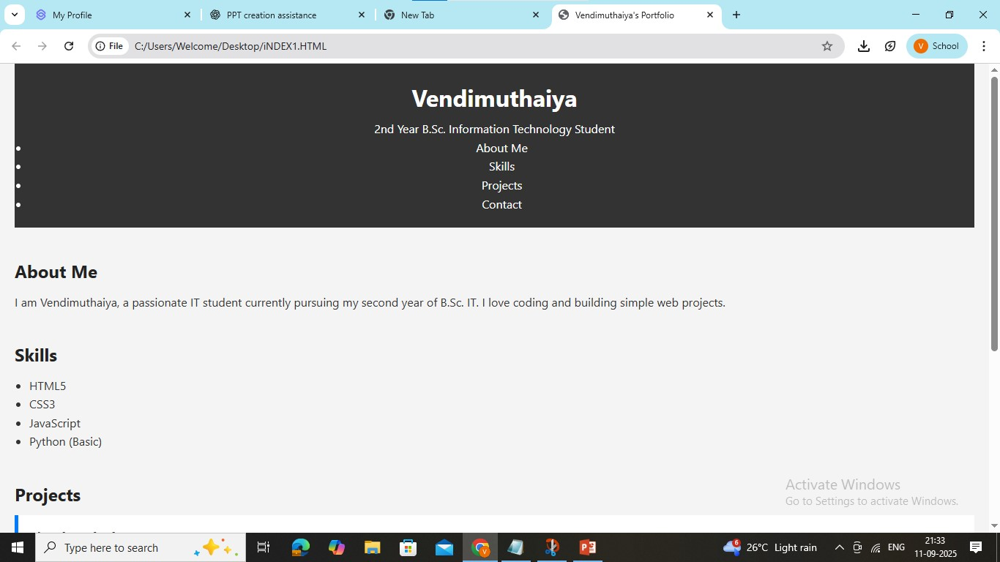 My Profile
PPT creation assistance
New Tab
Vendimuthaiya's Portfolio
File
C:/Users/Welcome/Desktop/iNDEX1.HTML
V
School
Vendimuthaiya
2nd Year B.Sc. Information Technology Student
About Me
Skills
Projects
Contact
About Me
I am Vendimuthaiya, a passionate IT student currently pursuing my second year of B.Sc. IT. I love coding and building simple web projects.
Skills
HTML5
CSS3
JavaScript
Python (Basic)
Projects
Activate Windows
Go to Settings to activate Windows.
Type here to search
V
P
6
26°C Light rain
ENG
21:33
11-09-2025